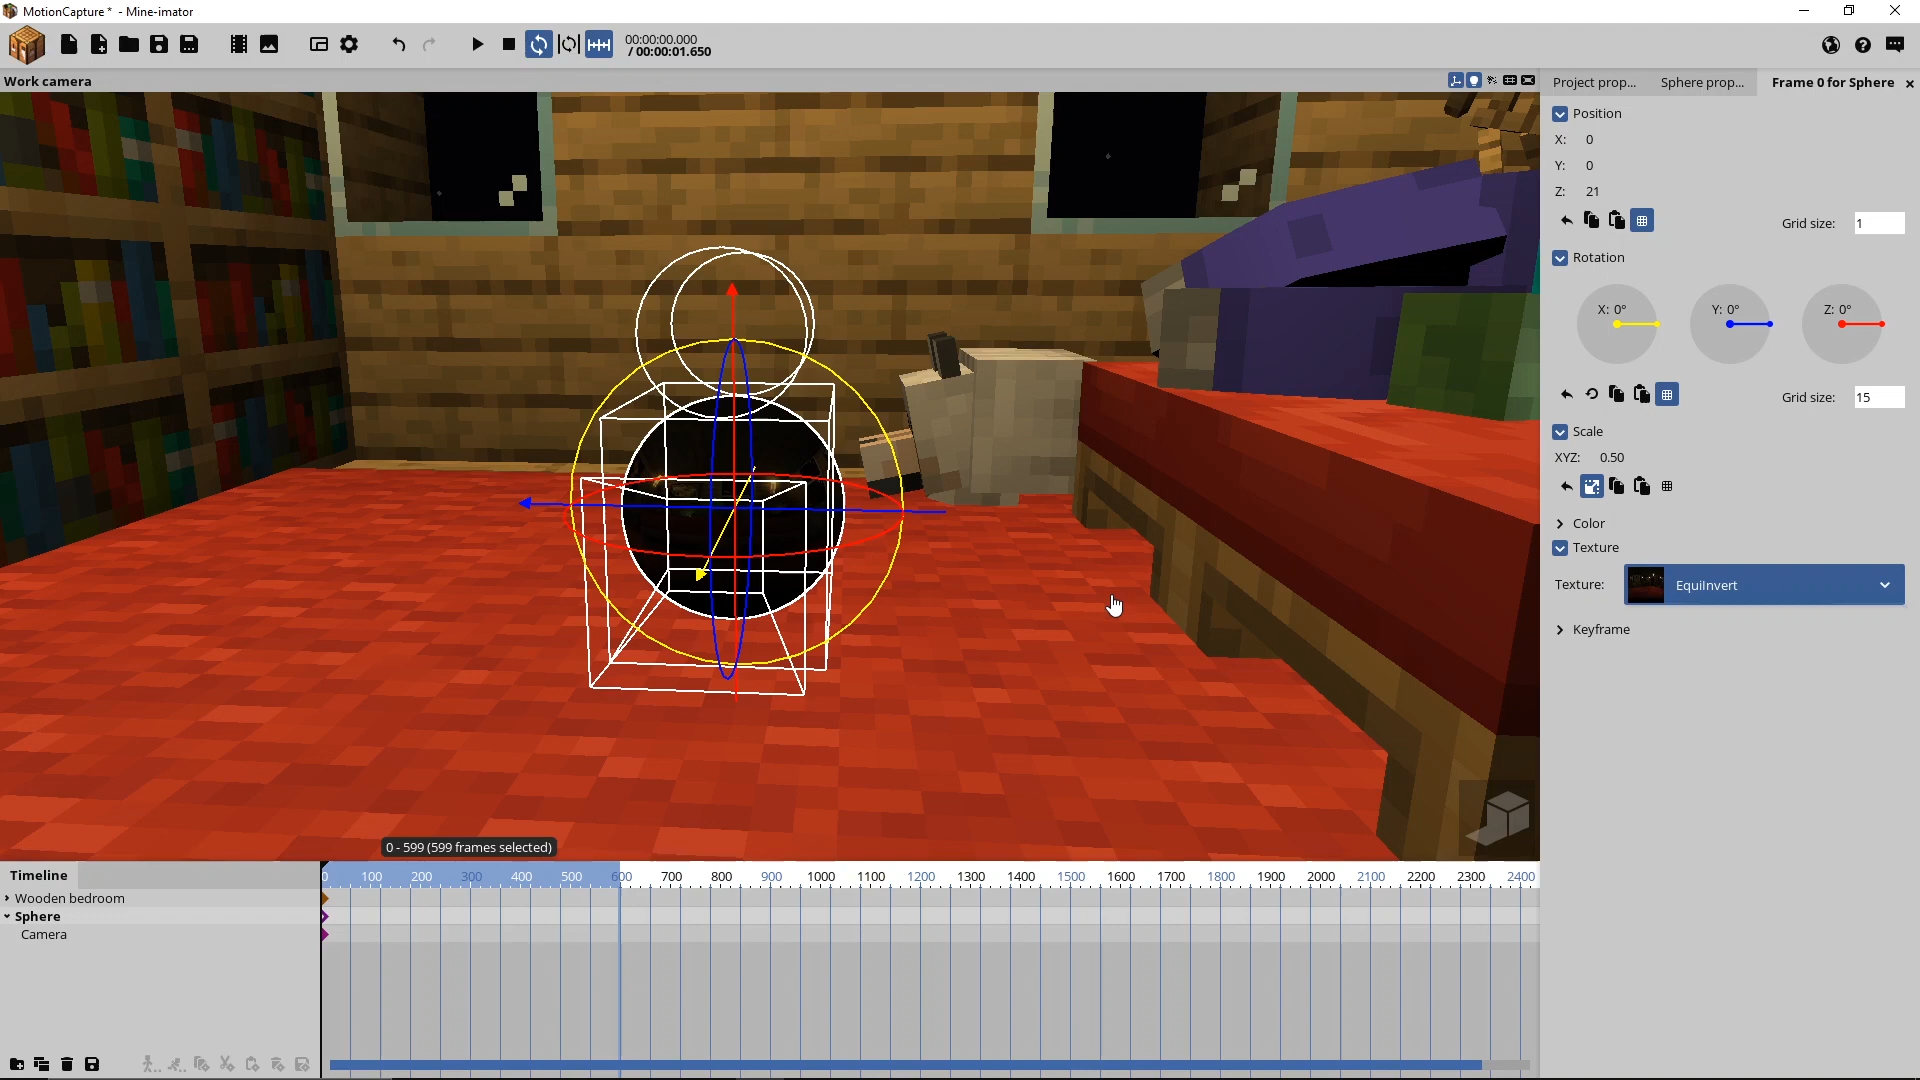 MotionCapture * - Mine-imator
00:00:00.000
/ 00:00:01.650
Work camera
Project prop...
Sphere prop...
Frame 0 for Sphere
Position
X: 0
Y: 0
Z: 21
Grid size: 1
Rotation
X: 0°
Y: 0°
Z: 0°
Grid size: 15
Scale
XYZ: 0.50
Color
Texture
Texture: EquiInvert
Keyframe
0 - 599 (599 frames selected)
Timeline
0 100 200 300 400 500 600 700 800 900 1000 1100 1200 1300 1400 1500 1600 1700 1800 1900 2000 2100 2200 2300 2400
Wooden bedroom
Sphere
Camera